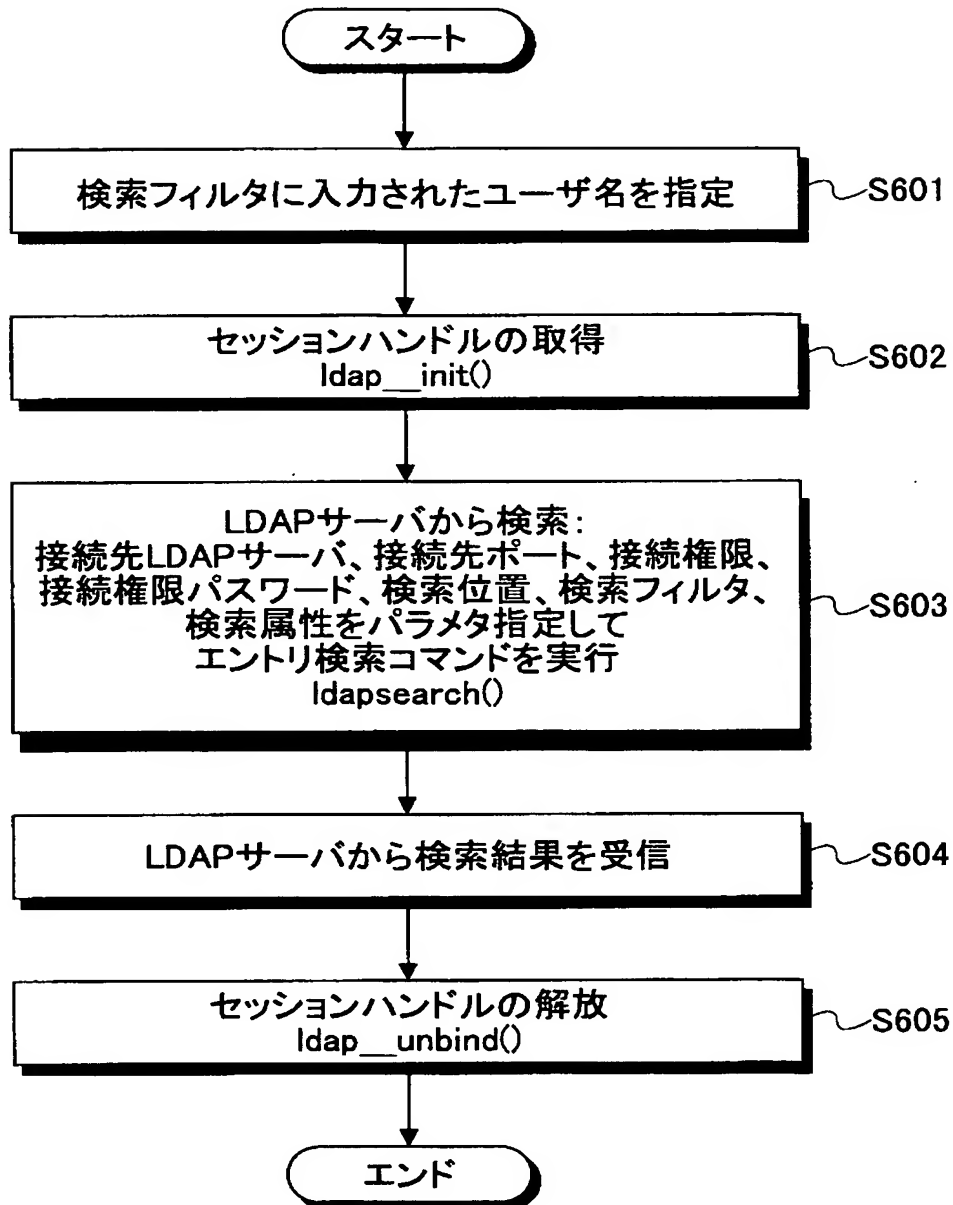 スタート
検索フィルタに入力されたユーザ名を指定
S601
セッションハンドルの取得
ldap__init()
S602
LDAPサーバから検索:
接続先LDAPサーバ、接続先ポート、接続権限、
接続権限パスワード、検索位置、検索フィルタ、
検索属性をパラメタ指定して
エントリ検索コマンドを実行
ldapsearch()
S603
LDAPサーバから検索結果を受信
S604
セッションハンドルの解放
ldap__unbind()
S605
エンド